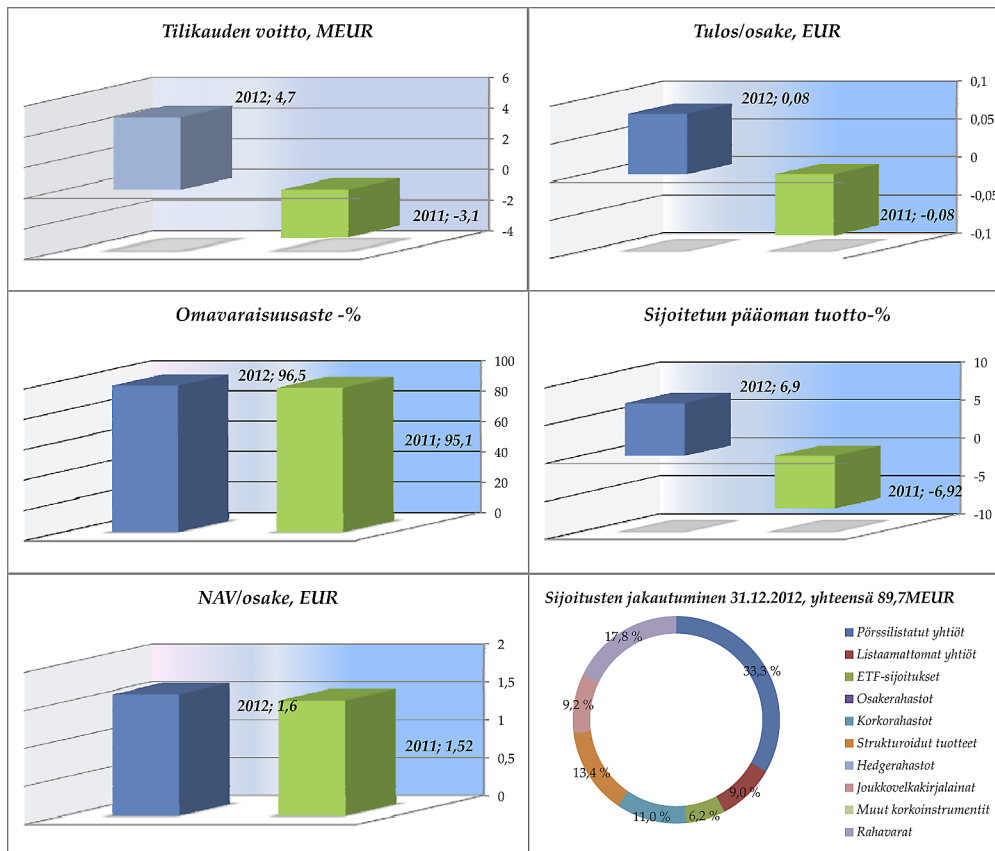 Tilikauden voitto, MEUR
6
4
2
0
-2
-4
2012; 4,7
2011; -3,1
Tulos/osake, EUR
0,1
0,05
0
-0,05
-0,1
2012; 0,08
2011; -0,08
Omavaraisuusaste -%
100
80
60
40
20
0
2012; 96,5
2011; 95,1
Sijoitetun pääoman tuotto-%
10
5
0
-5
-10
2012; 6,9
2011; -6,92
NAV/osake, EUR
2
1,5
1
0,5
0
2012; 1,6
2011; 1,52
Sijoitusten jakautuminen 31.12.2012, yhteensä 89,7MEUR
17,8 %
33,3 %
9,2 %
13,4 %
11,0 %
6,2 %
9,0 %
Pörssilistatut yhtiöt
Listaamattomat yhtiöt
ETF-sijoitukset
Osakerahastot
Korkorahastot
Strukturoidut tuotteet
Hedgerahastot
Joukkovelkakirjalainat
Muut korkoinstrumentit
Rahavarat